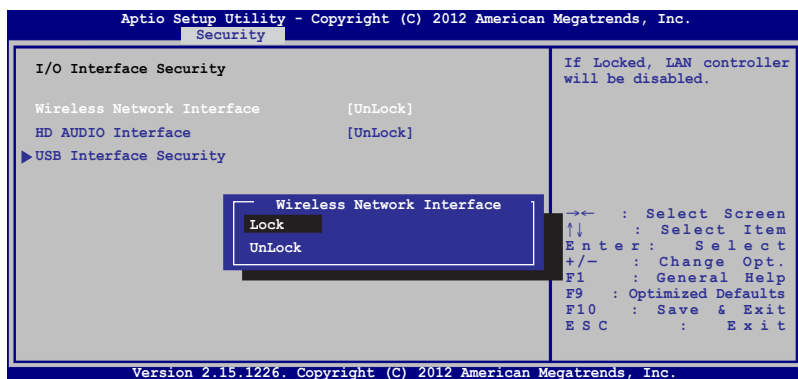 Aptio Setup Utility - Copyright (C) 2012 American Megatrends, Inc.
Security
I/O Interface Security
Wireless Network Interface [UnLock]
HD AUDIO Interface [UnLock]
USB Interface Security
If Locked, LAN controller
will be disabled.
Wireless Network Interface
Lock
UnLock
→← : Select Screen
↑↓ : Select Item
Enter: Select
+/— : Change Opt.
F1 : General Help
F9 : Optimized Defaults
F10 : Save & Exit
ESC : Exit
Version 2.15.1226. Copyright (C) 2012 American Megatrends, Inc.